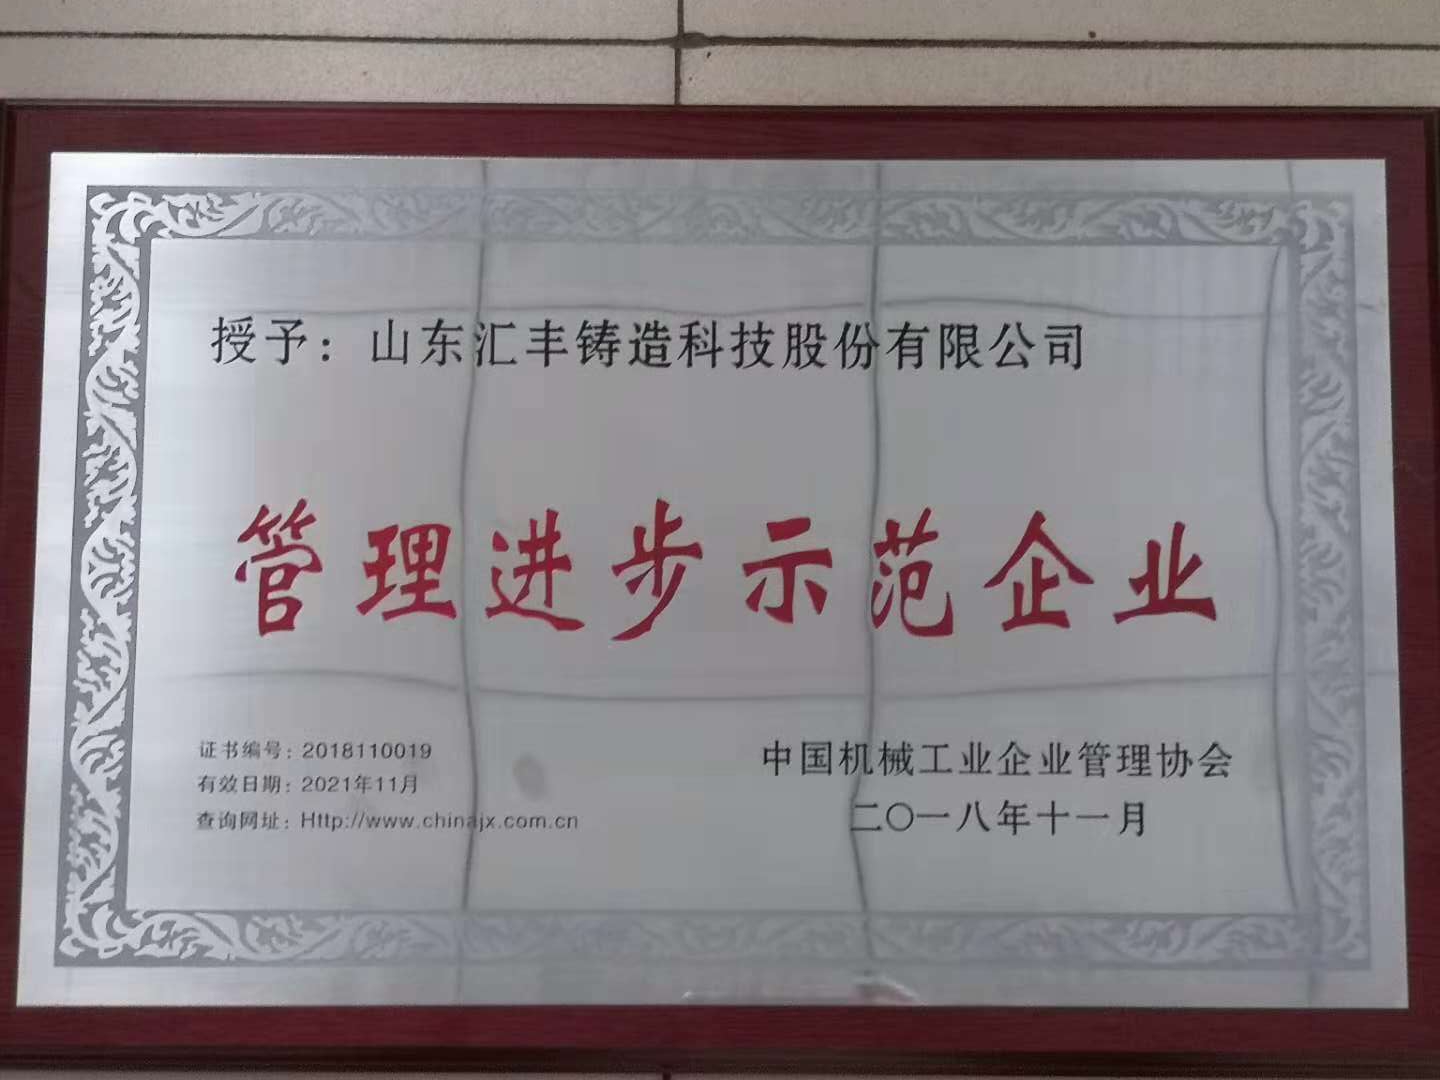 授予：山东汇丰铸造科技股份有限公司
管理进步示范企业
证书编号：2018110019
有效日期：2021年11月
查询网址：Http://www.chinajx.com.cn
中国机械工业企业管理协会
二〇一八年十一月